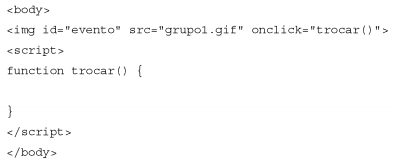 <body>
<img id="evento" src="grupo1.gif" onclick="trocar()">
<script>
function trocar() {

}
</script>
</body>